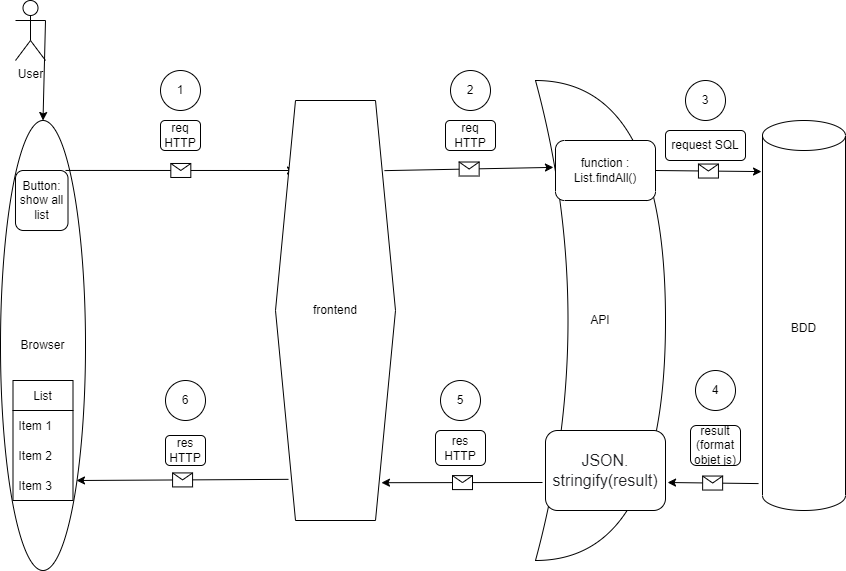 User
1
req
HTTP
2
req
HTTP
3
request SQL
Button:
show all
list
function :
List.findAll()
frontend
API
BDD
Browser
List
Item 1
Item 2
Item 3
6
res
HTTP
5
res
HTTP
JSON.
stringify(result)
4
result
(format
objet js)